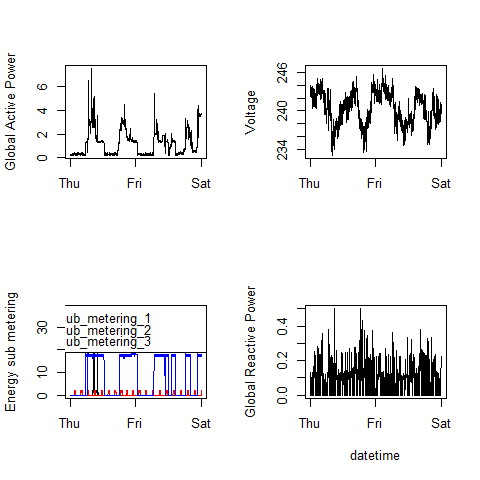 Global Active Power
0 2 4 6
Thu Fri Sat
Voltage
234 240 246
Thu Fri Sat
Energy sub metering
0 10 30
ub_metering_1
ub_metering_2
ub_metering_3
Thu Fri Sat
Global Reactive Power
0.0 0.2 0.4
Thu Fri Sat
datetime